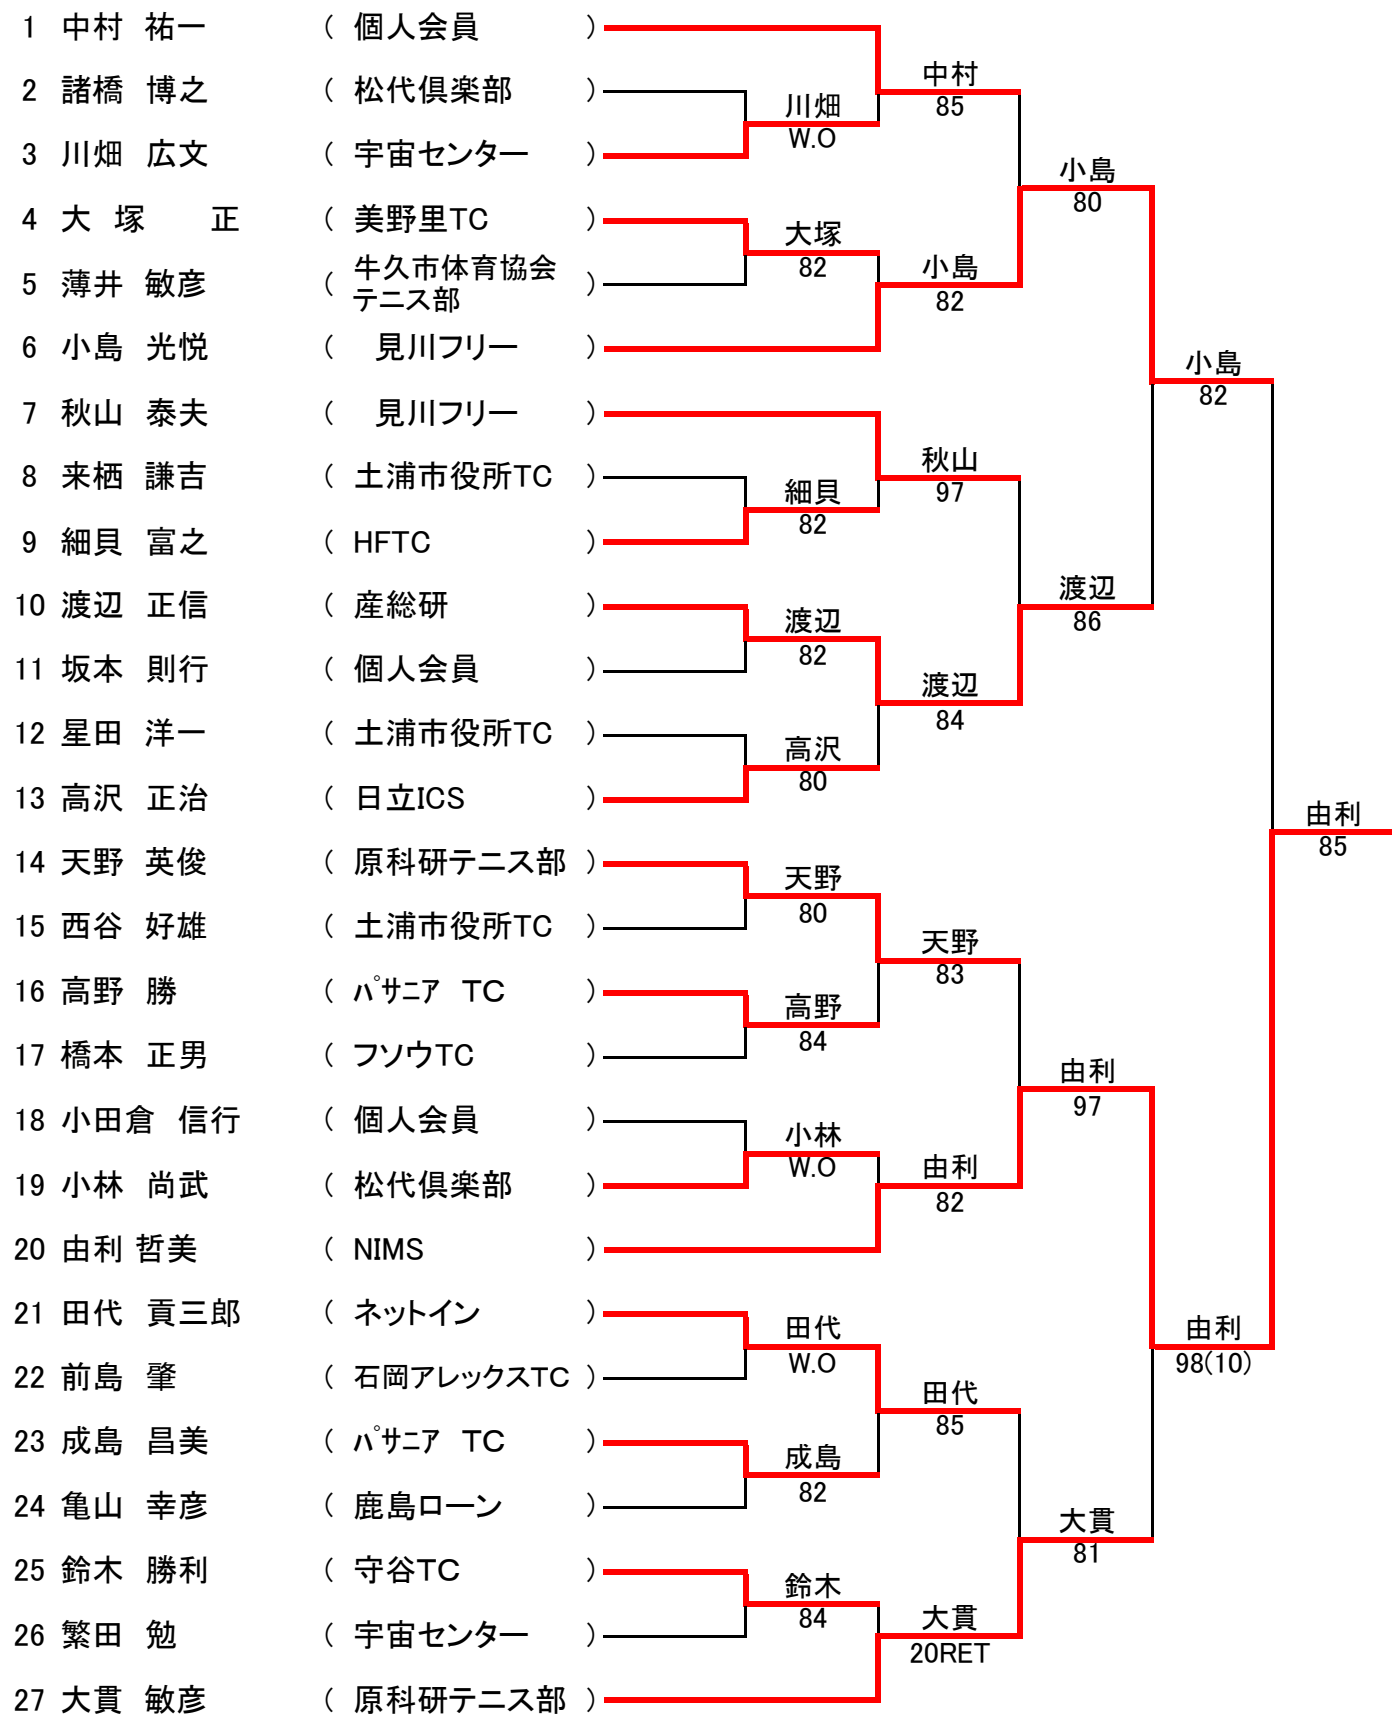 1 中村 祐一 ( 個人会員 )
2 諸橋 博之 ( 松代倶楽部 )
3 川畑 広文 ( 宇宙センター )
4 大 塚 正 ( 美野里TC )
5 薄井 敏彦 ( 牛久市体育協会
テニス部 )
6 小島 光悦 ( 見川フリー )
7 秋山 泰夫 ( 見川フリー )
8 来栖 謙吉 ( 土浦市役所TC )
9 細貝 富之 ( HFTC )
10 渡辺 正信 ( 産総研 )
11 坂本 則行 ( 個人会員 )
12 星田 洋一 ( 土浦市役所TC )
13 高沢 正治 ( 日立ICS )
14 天野 英俊 ( 原科研テニス部 )
15 西谷 好雄 ( 土浦市役所TC )
16 高野 勝 ( ﾊﾟｻﾆｱ TC )
17 橋本 正男 ( フソウTC )
18 小田倉 信行 ( 個人会員 )
19 小林 尚武 ( 松代倶楽部 )
20 由利 哲美 ( NIMS )
21 田代 貢三郎 ( ネットイン )
22 前島 肇 ( 石岡アレックスTC )
23 成島 昌美 ( ﾊﾟｻﾆｱ TC )
24 亀山 幸彦 ( 鹿島ローン )
25 鈴木 勝利 ( 守谷TC )
26 繁田 勉 ( 宇宙センター )
27 大貫 敏彦 ( 原科研テニス部 )
川畑
W.O
大塚
82
細貝
82
渡辺
82
高沢
80
天野
80
高野
84
小林
W.O
田代
W.O
成島
82
鈴木
84
中村
85
小島
82
秋山
97
渡辺
84
天野
83
由利
82
田代
85
大貫
20RET
小島
80
渡辺
86
由利
97
大貫
81
小島
82
由利
98(10)
由利
85